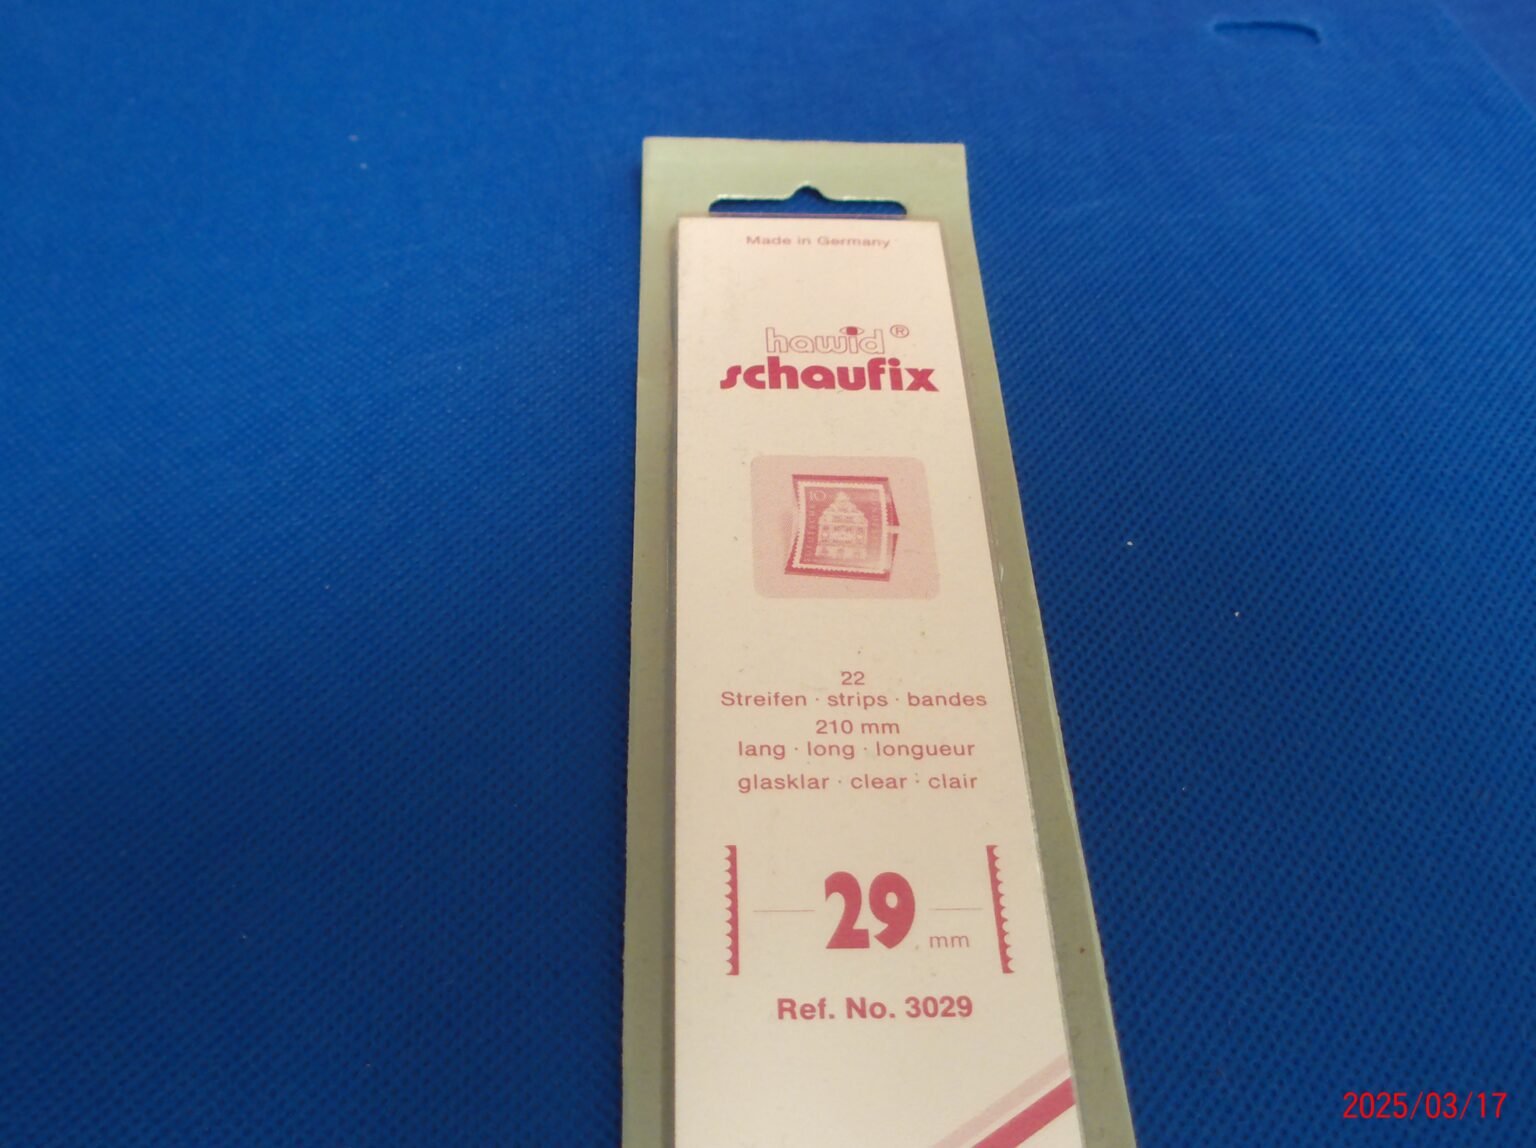 Made in Germany
hawid®
schaufix
10
22
Streifen · strips · bandes
210 mm
lang · long · longueur
glasklar · clear · clair
29 mm
Ref. No. 3029
2025/03/17